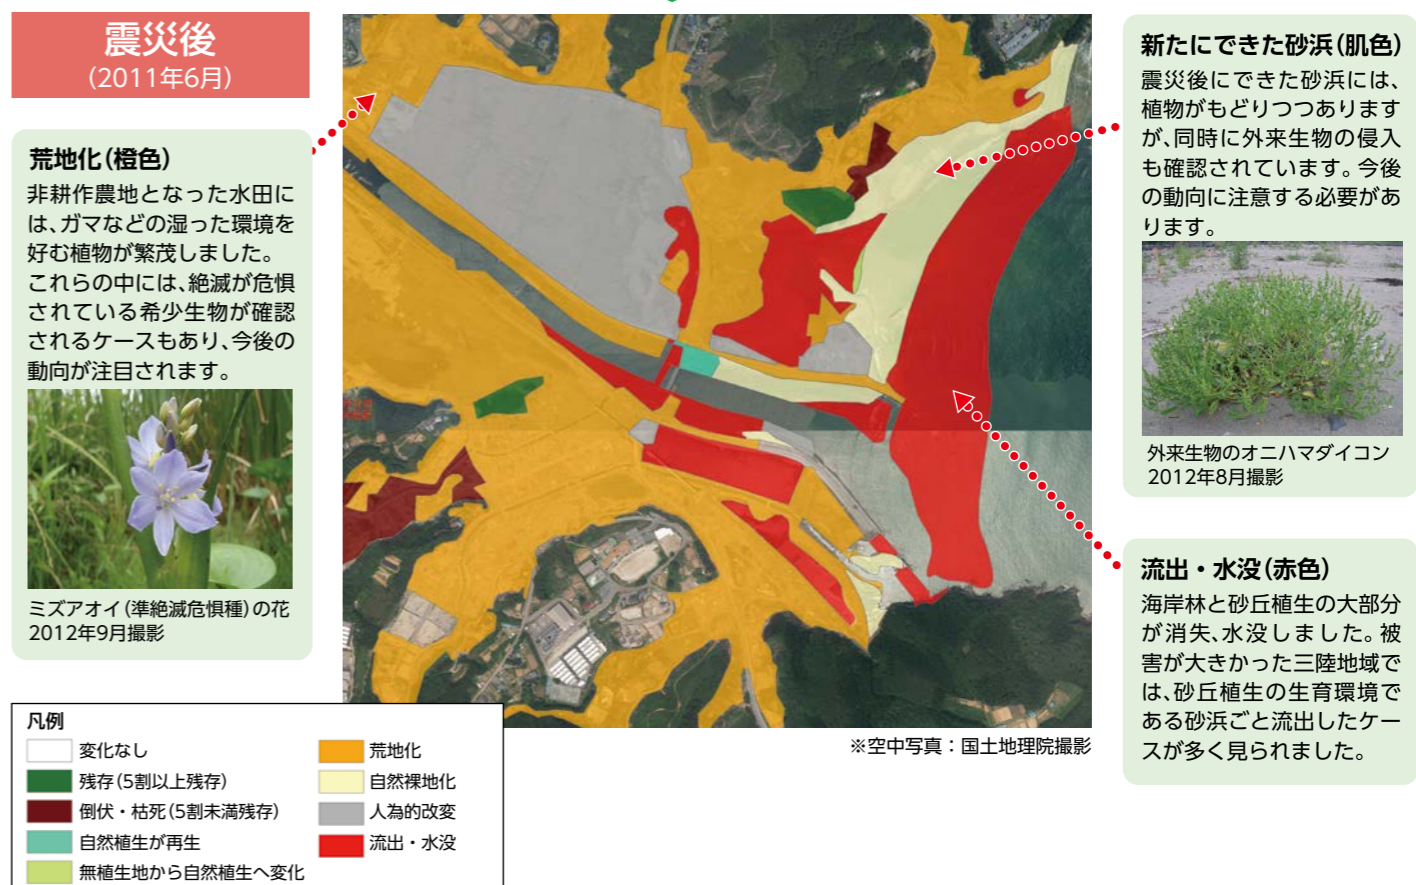 震災後
(2011年6月)
荒地化(橙色)
非耕作農地となった水田に
は、ガマなどの湿った環境を
好む植物が繁茂しました。
これらの中には、絶滅が危惧
されている希少生物が確認
されるケースもあり、今後の
動向が注目されます。
ミズアオイ(準絶滅危惧種)の花
2012年9月撮影
新たにできた砂浜(肌色)
震災後にできた砂浜には、
植物がもどりつつあります
が、同時に外来生物の侵入
も確認されています。今後
の動向に注意する必要があ
ります。
外来生物のオニハマダイコン
2012年8月撮影
流出・水没(赤色)
海岸林と砂丘植生の大部分
が消失、水没しました。被
害が大きかった三陸地域で
は、砂丘植生の生育環境で
ある砂浜ごと流出したケー
スが多く見られました。
※空中写真:国土地理院撮影
凡例
変化なし
残存(5割以上残存)
倒伏・枯死(5割未満残存)
自然植生が再生
無植生地から自然植生へ変化
荒地化
自然裸地化
人為的改変
流出・水没